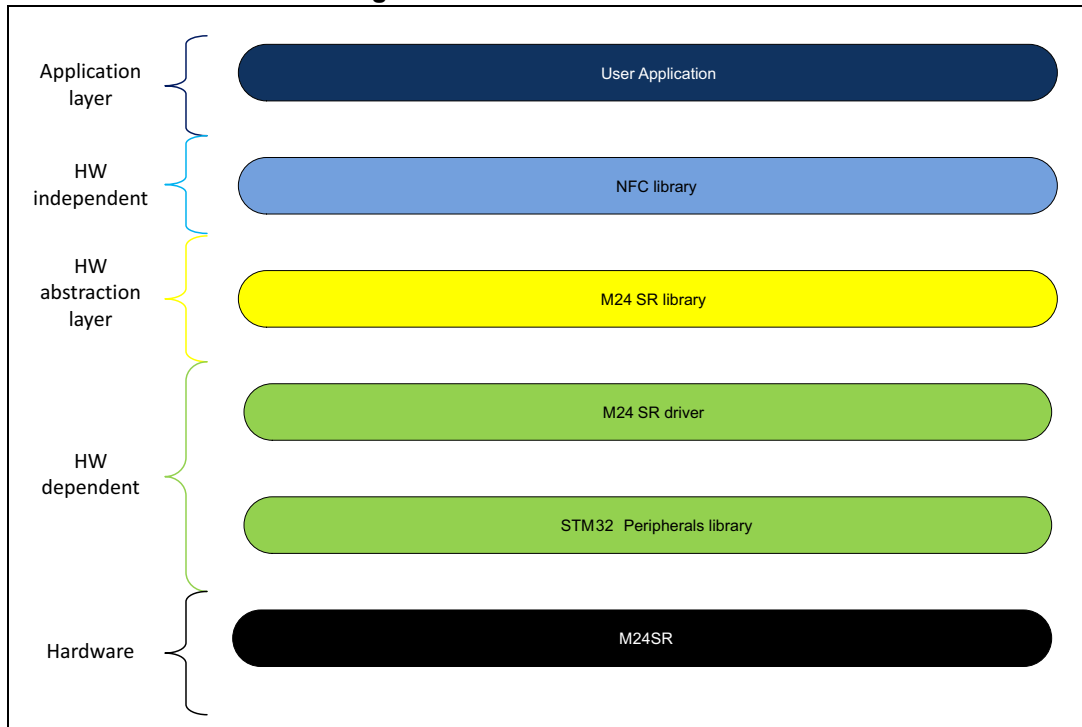 Application
layer
User Application
HW
independent
NFC library
HW
abstraction
layer
M24 SR library
M24 SR driver
HW
dependent
STM32 Peripherals library
M24SR
Hardware